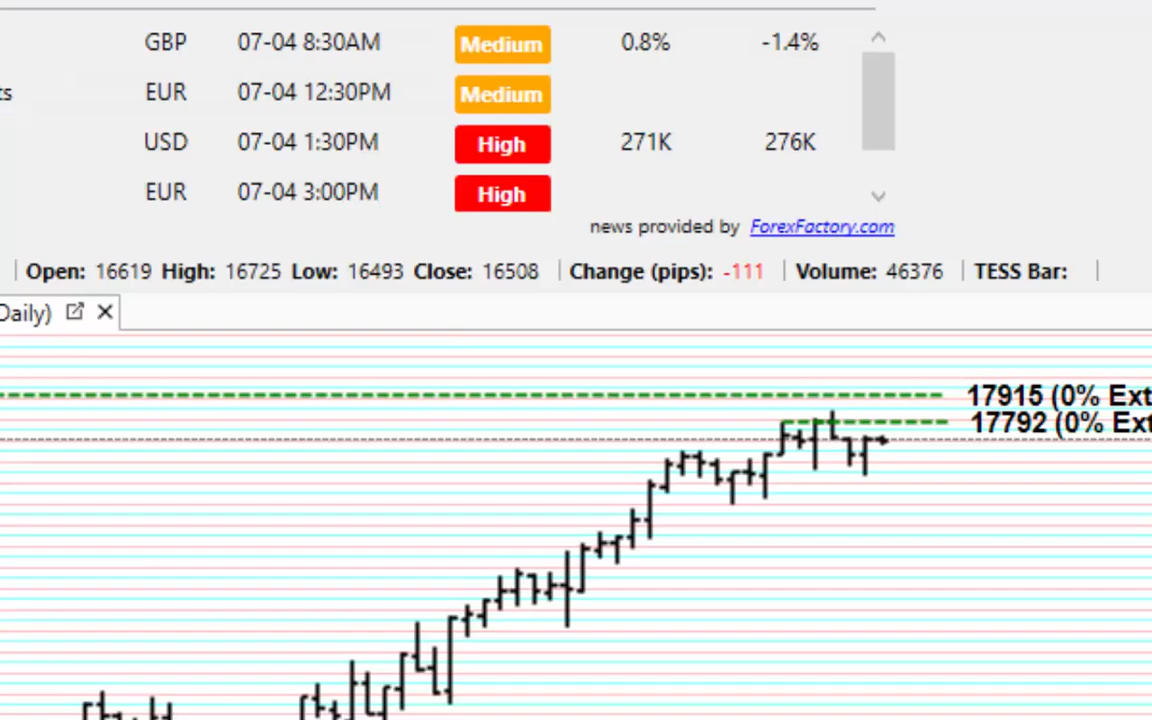 GBP 07-04 8:30AM Medium 0.8% -1.4%
ts EUR 07-04 12:30PM Medium
USD 07-04 1:30PM High 271K 276K
EUR 07-04 3:00PM High
news provided by ForexFactory.com
Open: 16619 High: 16725 Low: 16493 Close: 16508 Change (pips): -111 Volume: 46376 TESS Bar:
Daily)
17915 (0% Ext
17792 (0% Ext